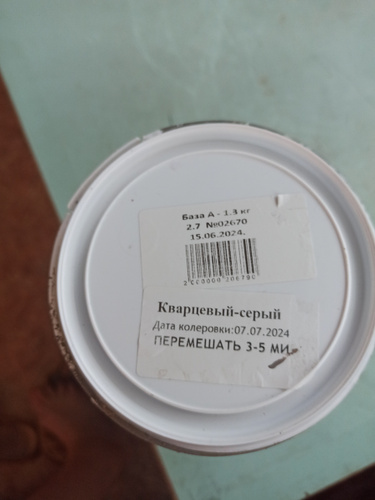 База А - 1.3 кг
2.7 №02670
15.06.2024.
Кварцевый-серый
Дата колеровки:07.07.2024
ПЕРЕМЕШАТЬ 3-5 МИ